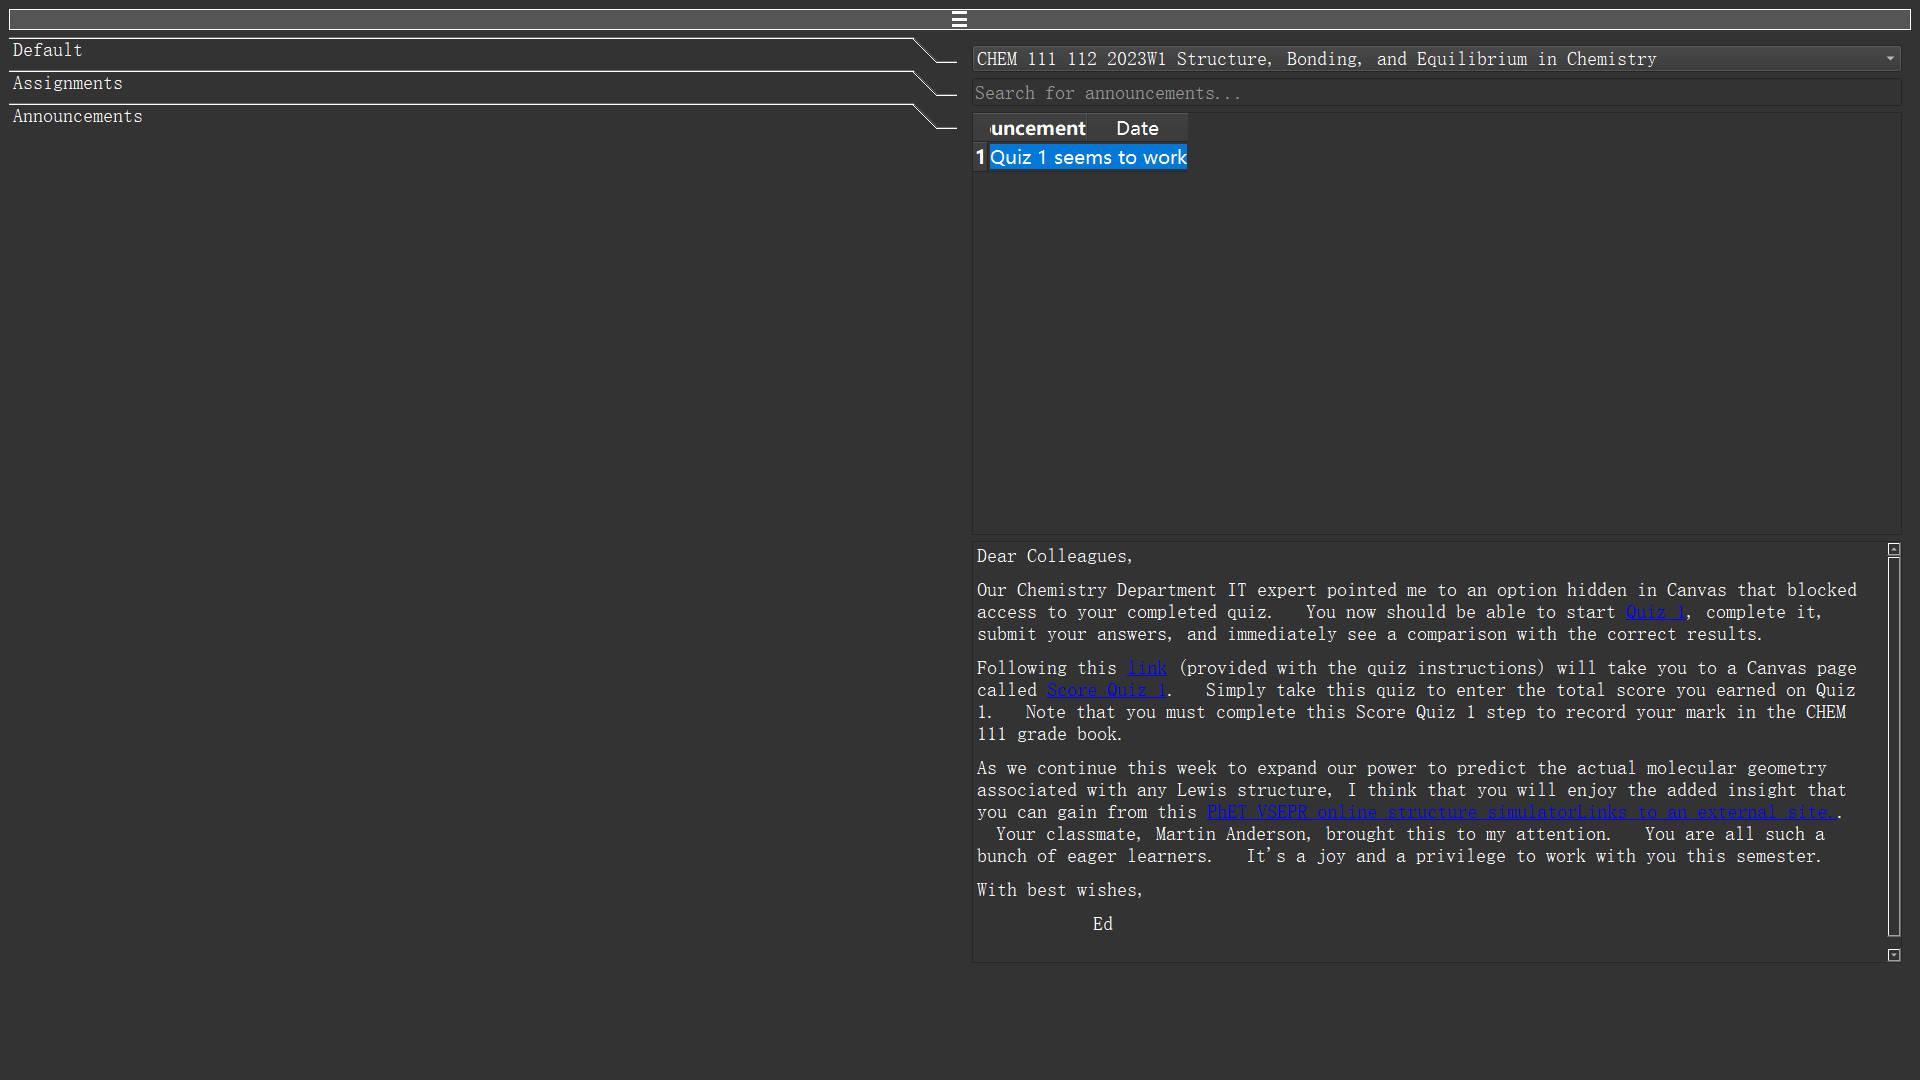 Default
Assignments
Announcements
CHEM 111 112 2023W1 Structure, Bonding, and Equilibrium in Chemistry
Search for announcements...
uncement Date
1 Quiz 1 seems to work
Dear Colleagues,
Our Chemistry Department IT expert pointed me to an option hidden in Canvas that blocked
access to your completed quiz. You now should be able to start Quiz 1, complete it,
submit your answers, and immediately see a comparison with the correct results.
Following this link (provided with the quiz instructions) will take you to a Canvas page
called Score Quiz 1. Simply take this quiz to enter the total score you earned on Quiz
1. Note that you must complete this Score Quiz 1 step to record your mark in the CHEM
111 grade book.
As we continue this week to expand our power to predict the actual molecular geometry
associated with any Lewis structure, I think that you will enjoy the added insight that
you can gain from this PhET VSEPR online structure simulatorLinks to an external site..
Your classmate, Martin Anderson, brought this to my attention. You are all such a
bunch of eager learners. It's a joy and a privilege to work with you this semester.
With best wishes,
Ed